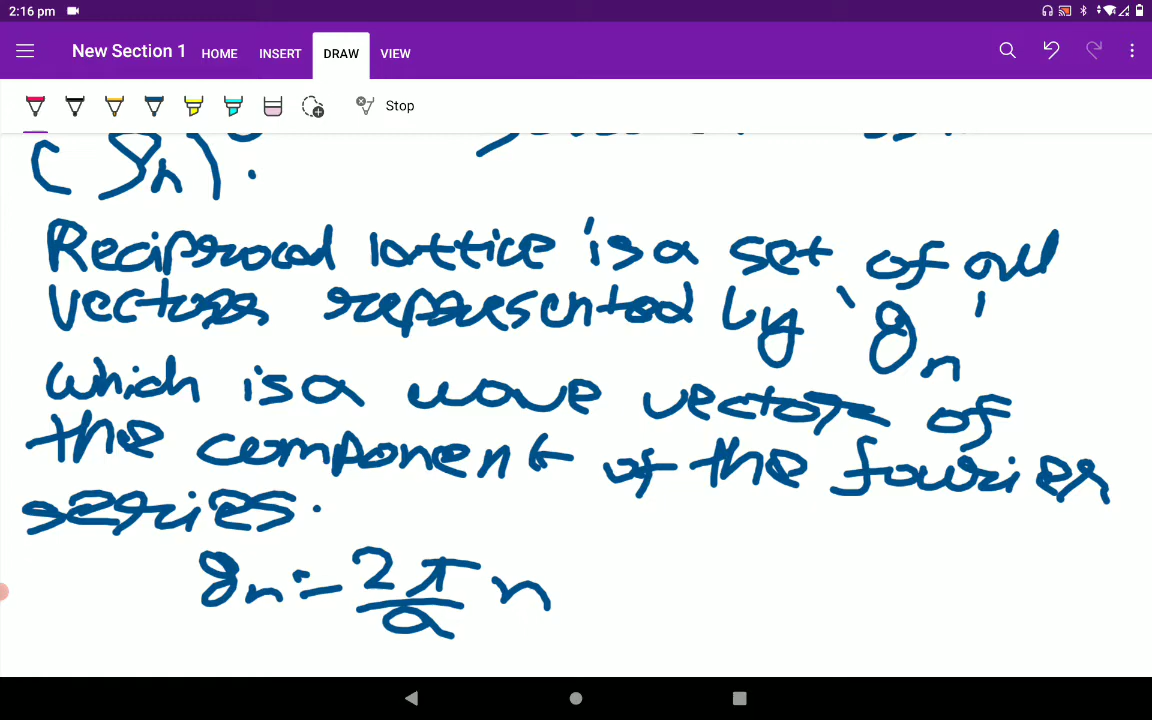 2:16 pm
New Section 1 HOME INSERT DRAW VIEW
Stop
(gn).
Reciprocal lattice is a set of all
vectors represented by 'gn'
which is a wave vector of
the component of the fourier
series.
gn = 2π/a n